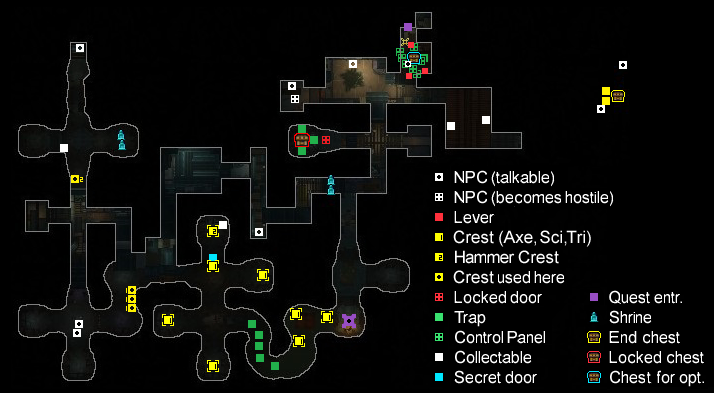 NPC (talkable)
NPC (becomes hostile)
Lever
Crest (Axe, Sci,Tri)
Hammer Crest
Crest used here
Locked door
Trap
Control Panel
Collectable
Secret door
Quest entr.
Shrine
End chest
Locked chest
Chest for opt.